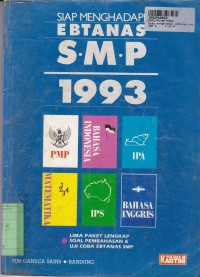 SIAP MENGHADAPI
EBTANAS
S·M·P
1993
PMP
BAHASA
INDONESIA
IPA
MATEMATIKA
IPS
BAHASA
INGGRIS
LIMA PAKET LENGKAP
SOAL PEMBAHASAN &
UJI COBA EBTANAS SMP
TIM GANECA SAINS • BANDUNG
KARTINI